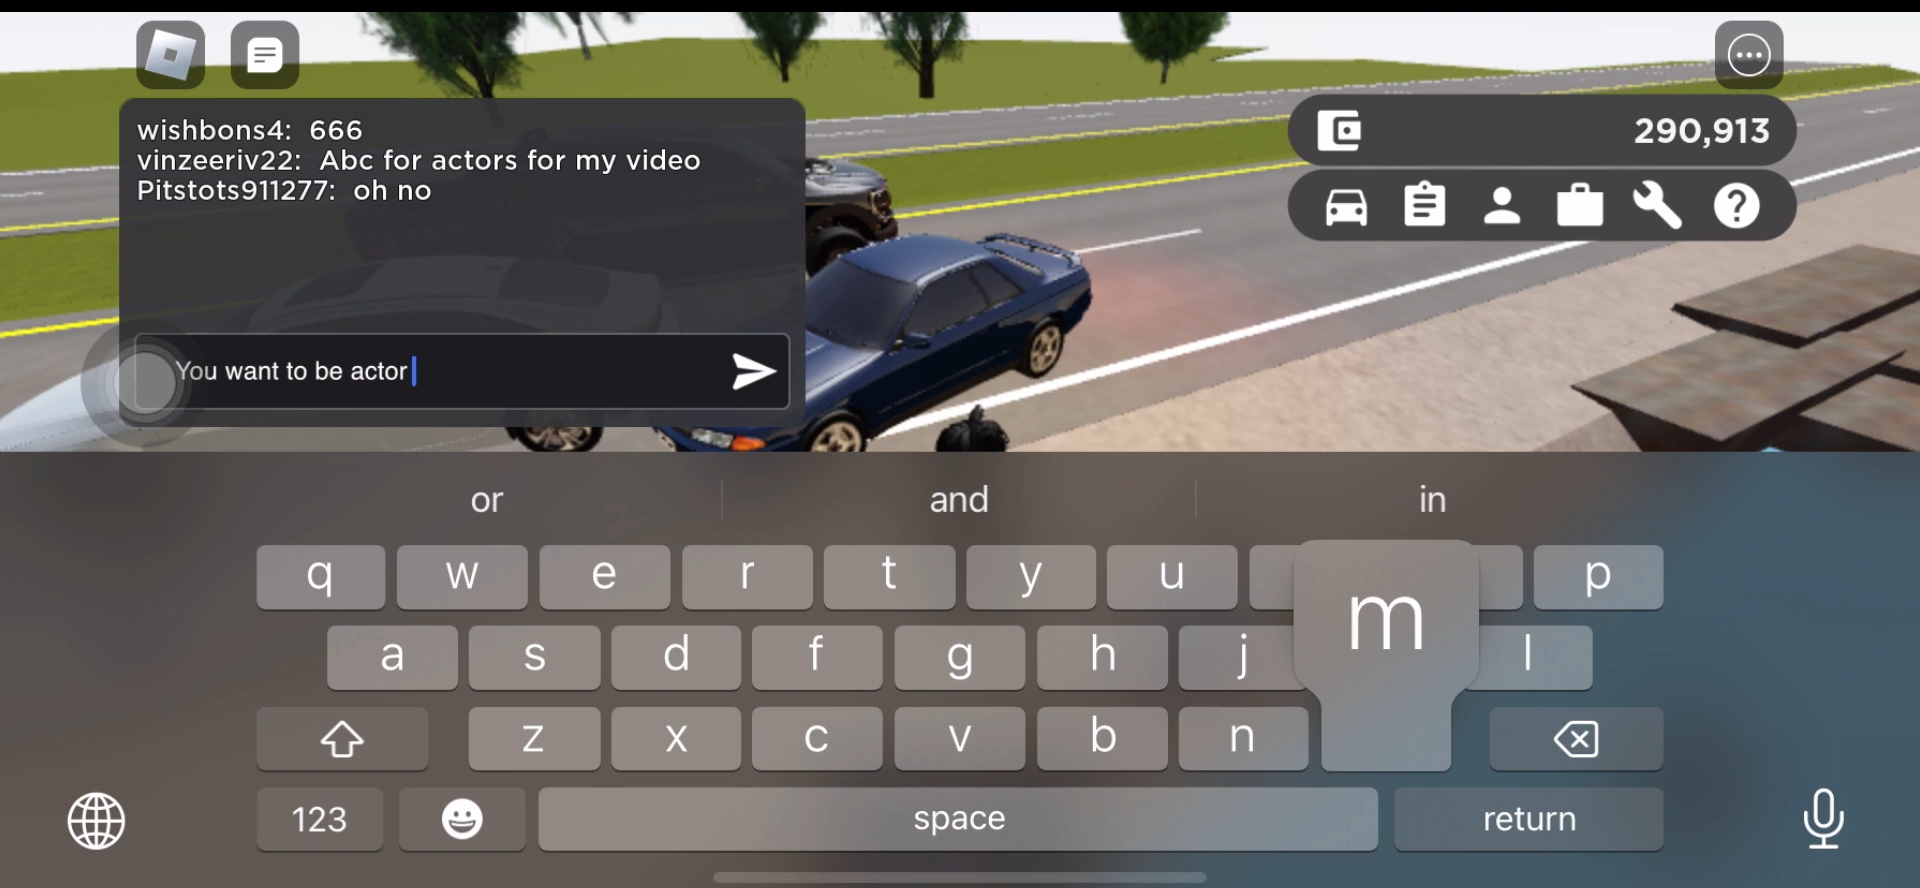 wishbons4: 666
vinzeeriv22: Abc for actors for my video
Pitstots911277: oh no
290,913
You want to be actor
or and in
q w e r t y u p
a s d f g h j l
m
z x c v b n
123 space return